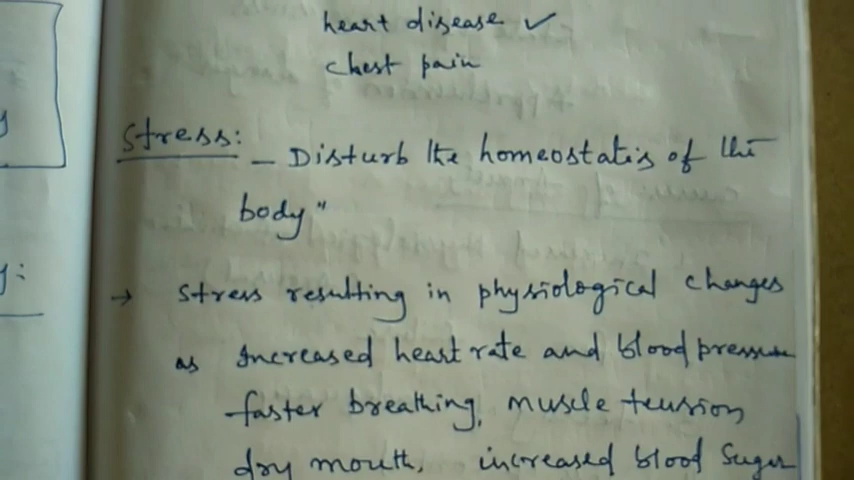 heart disease ✓
chest pain
Stress:
- Disturb the homeostatis of the
body"
→ stress resulting in physiological changes
as increased heart rate and blood pressure
faster breathing, muscle tension
dry mouth, increased blood sugar
y: